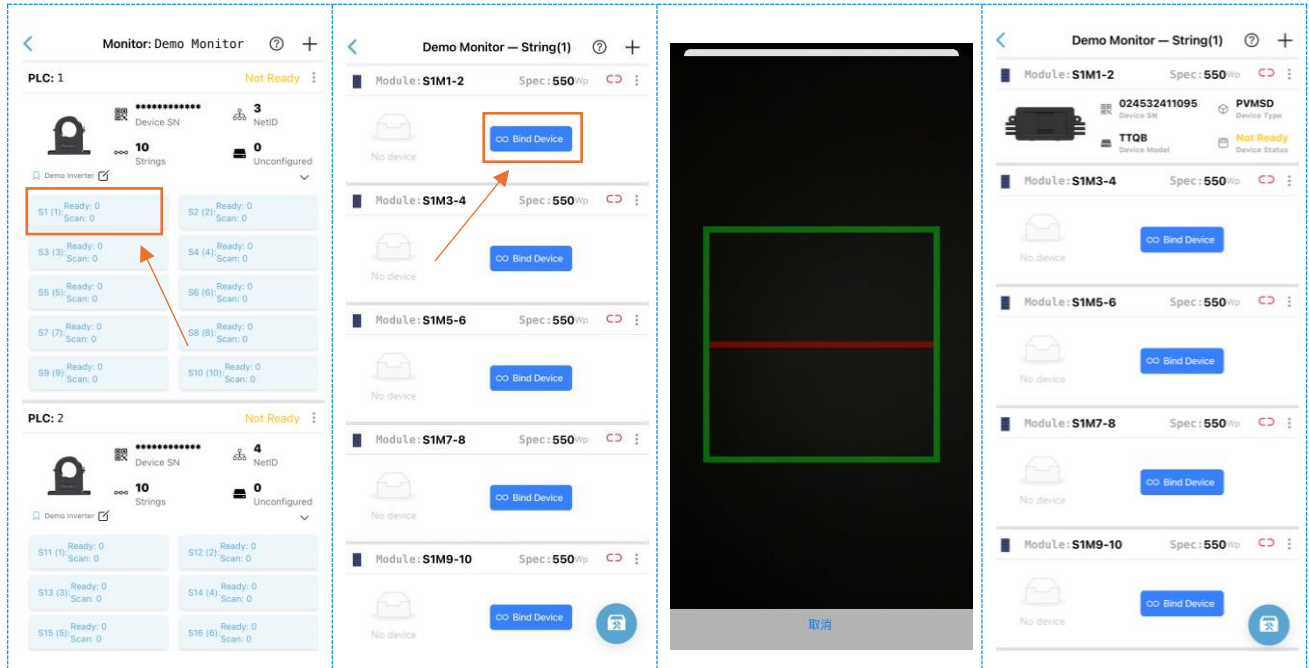 Monitor: Demo Monitor
PLC: 1 Not Ready
************ 3
Device SN NetID
10 0
Strings Unconfigured
Demo Inverter
S1 (1): Ready: 0 Scan: 0 S2 (2): Ready: 0 Scan: 0
S3 (3): Ready: 0 Scan: 0 S4 (4): Ready: 0 Scan: 0
S5 (5): Ready: 0 Scan: 0 S6 (6): Ready: 0 Scan: 0
S7 (7): Ready: 0 Scan: 0 S8 (8): Ready: 0 Scan: 0
S9 (9): Ready: 0 Scan: 0 S10 (10): Ready: 0 Scan: 0
PLC: 2 Not Ready
************ 4
Device SN NetID
10 0
Strings Unconfigured
Demo Inverter
S11 (1): Ready: 0 Scan: 0 S12 (2): Ready: 0 Scan: 0
S13 (3): Ready: 0 Scan: 0 S14 (4): Ready: 0 Scan: 0
S15 (5): Ready: 0 Scan: 0 S16 (6): Ready: 0 Scan: 0
Demo Monitor — String(1)
Module: S1M1-2 Spec: 550Wp
Bind Device
No device
Module: S1M3-4 Spec: 550Wp
Bind Device
No device
Module: S1M5-6 Spec: 550Wp
Bind Device
No device
Module: S1M7-8 Spec: 550Wp
Bind Device
No device
Module: S1M9-10 Spec: 550Wp
Bind Device
No device
取消
Demo Monitor — String(1)
Module: S1M1-2 Spec: 550Wp
024532411095 PVMSD
Device SN Device Type
TTQB Not Ready
Device Model Device Status
Module: S1M3-4 Spec: 550Wp
Bind Device
No device
Module: S1M5-6 Spec: 550Wp
Bind Device
No device
Module: S1M7-8 Spec: 550Wp
Bind Device
No device
Module: S1M9-10 Spec: 550Wp
Bind Device
No device